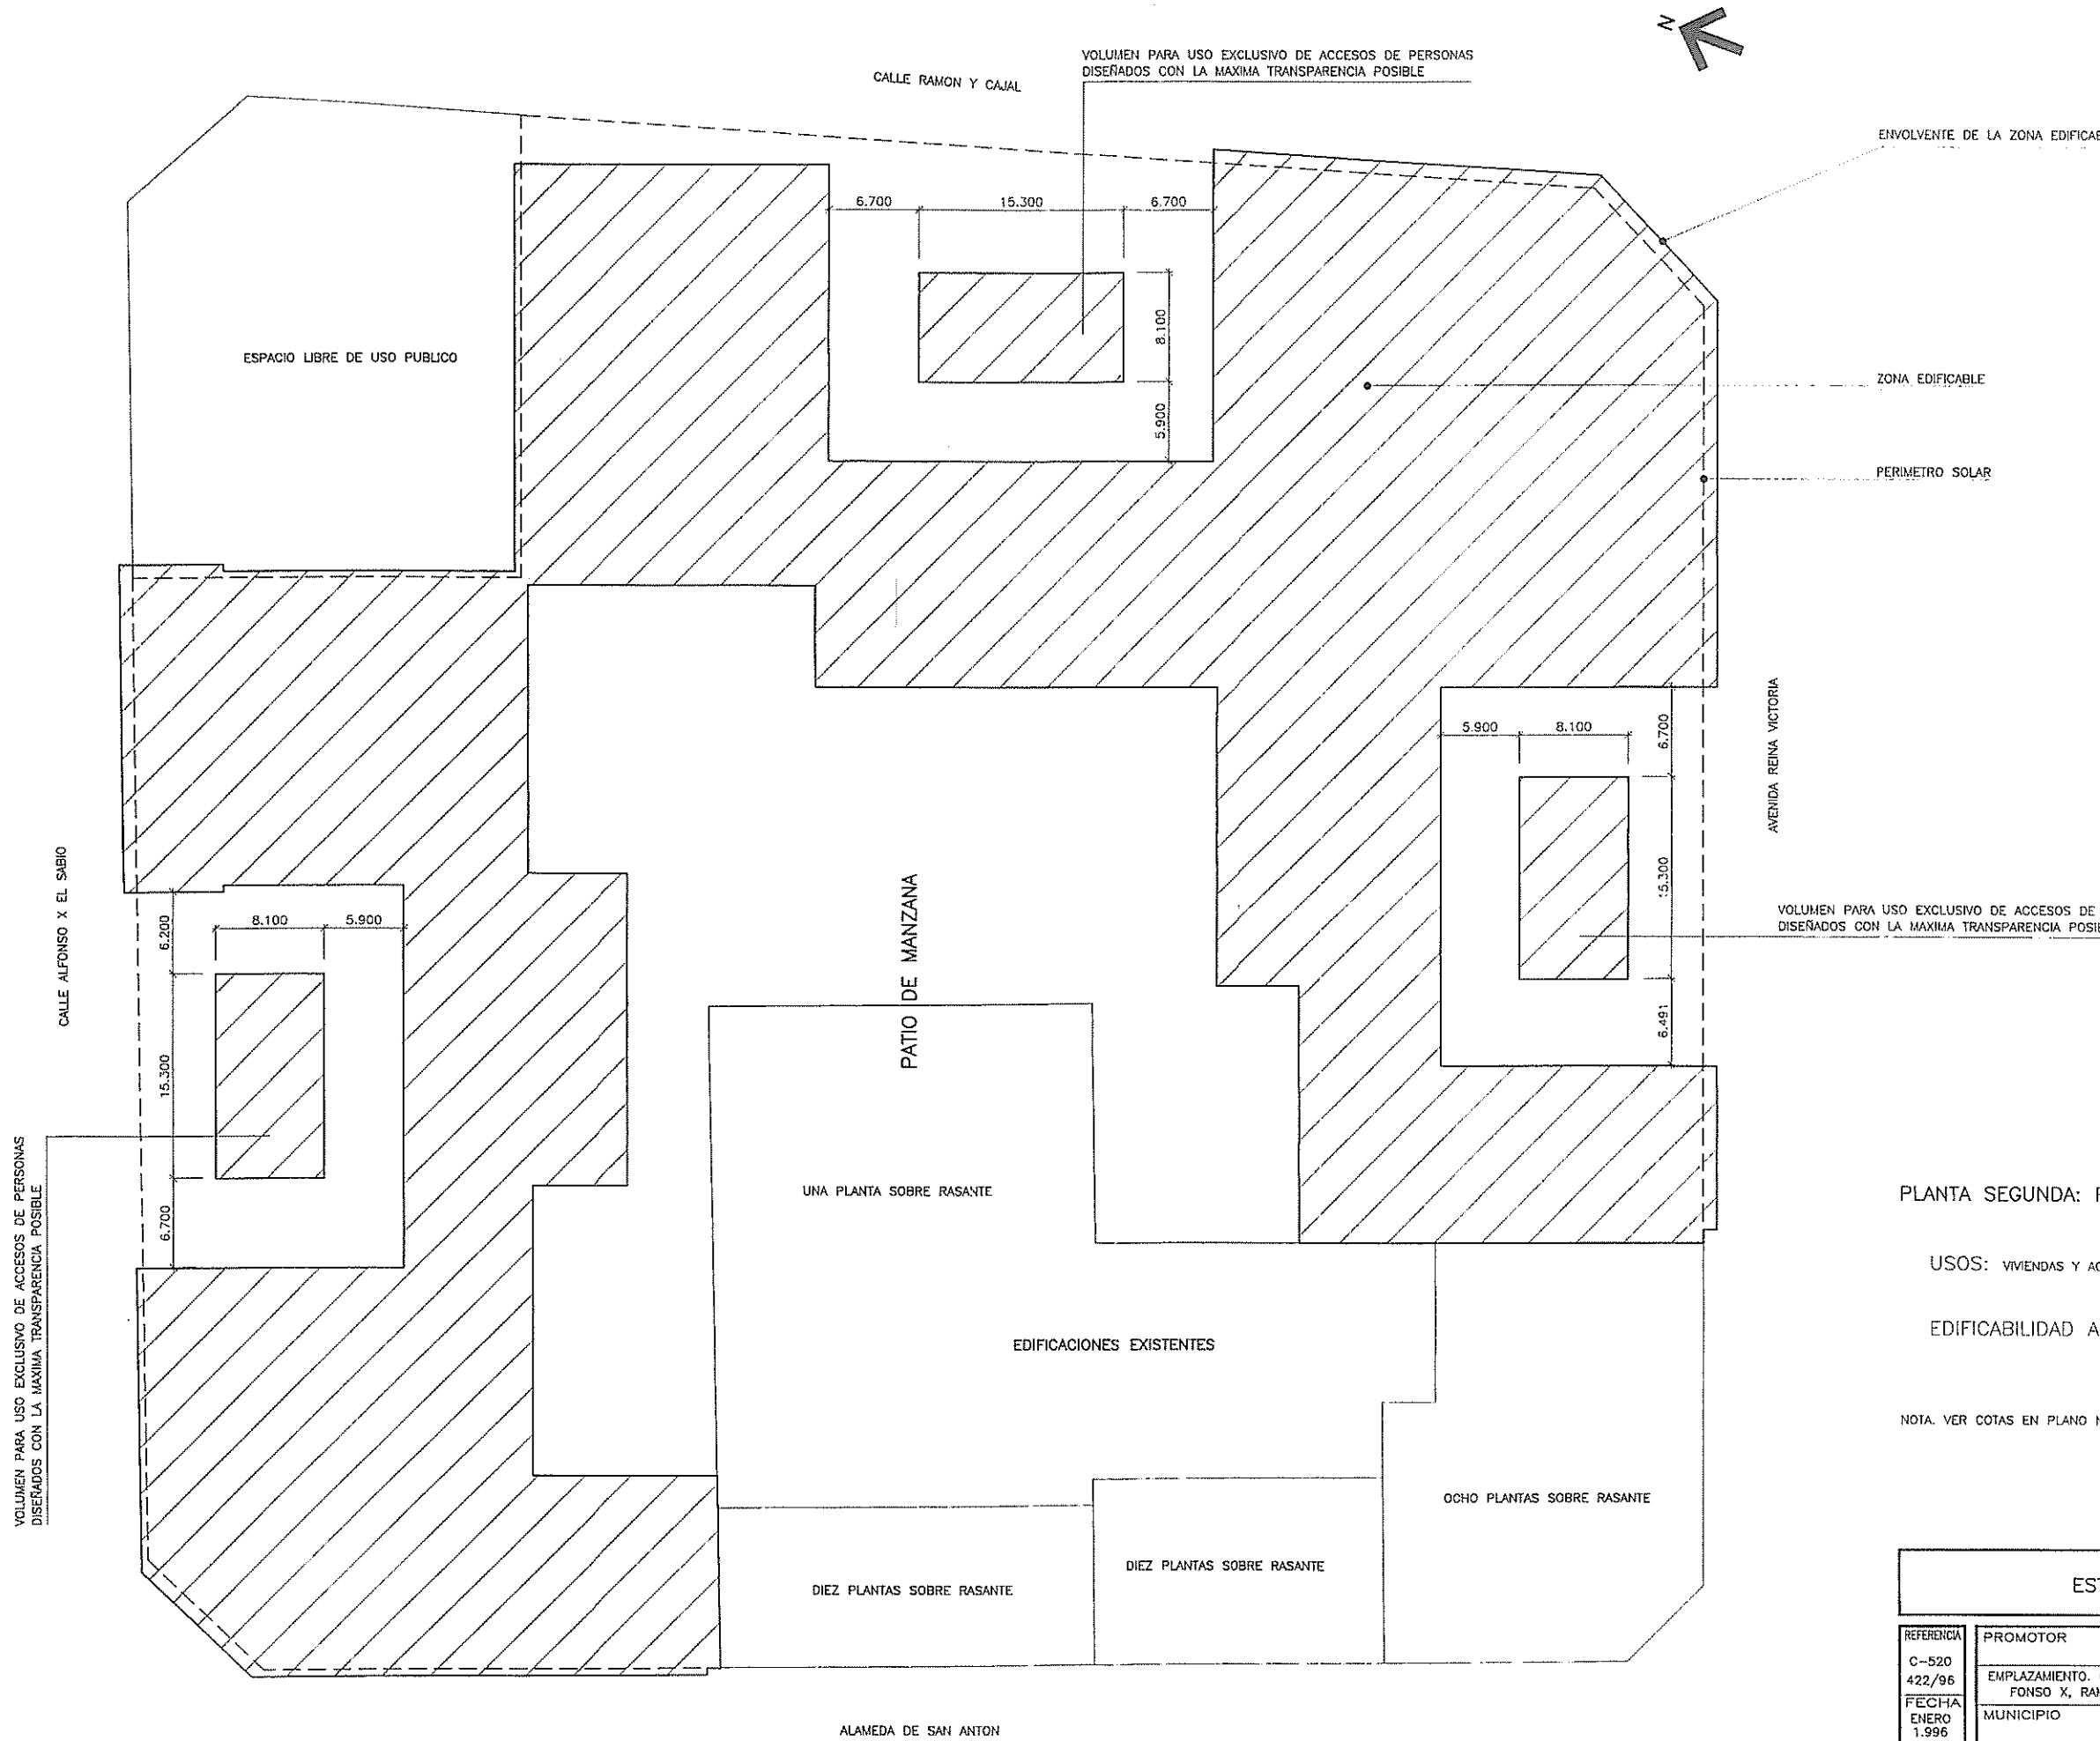 N
VOLUMEN PARA USO EXCLUSIVO DE ACCESOS DE PERSONAS
DISEÑADOS CON LA MAXIMA TRANSPARENCIA POSIBLE
CALLE RAMON Y CAJAL
ENVOLVENTE DE LA ZONA
6.700
15.300
6.700
8.100
5.900
ESPACIO LIBRE DE USO PUBLICO
ZONA EDIFICABLE
PERIMETRO SOLAR
AVENIDA REINA VICTORIA
5.900
8.100
6.700
15.300
6.491
CALLE ALFONSO X EL SABIO
6.200
8.100
5.900
15.300
6.700
PATIO DE MANZANA
VOLUMEN PARA USO EXCLUSIVO DE ACCESOS DE
DISEÑADOS CON LA MAXIMA TRANSPARENCIA
VOLUMEN PARA USO EXCLUSIVO DE ACCESOS DE PERSONAS
DISEÑADOS CON LA MAXIMA TRANSPARENCIA POSIBLE
UNA PLANTA SOBRE RASANTE
PLANTA SEGUNDA:
USOS: VIVIENDAS Y
EDIFICACIONES EXISTENTES
EDIFICABILIDAD
NOTA. VER COTAS EN PLANO
OCHO PLANTAS SOBRE RASANTE
DIEZ PLANTAS SOBRE RASANTE
DIEZ PLANTAS SOBRE RASANTE
ALAMEDA DE SAN ANTON
REFERENCIA
C-520
422/96
FECHA
ENERO
1.996
PROMOTOR
EMPLAZAMIENTO.
FONSO X,
MUNICIPIO